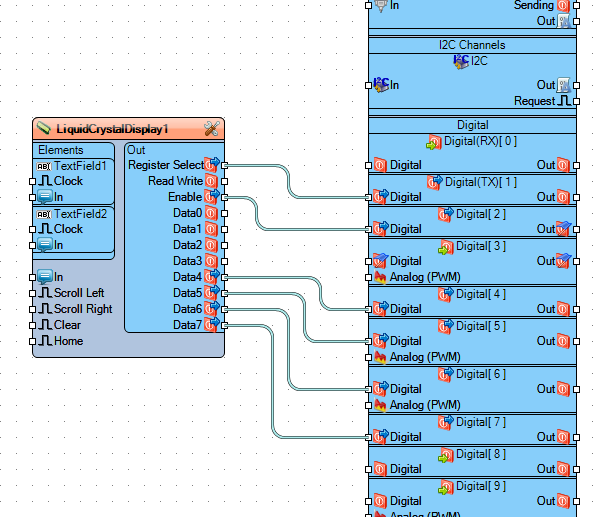 LiquidCrystalDisplay1
Elements
TextField1
Clock
In
TextField2
Clock
In
In
Scroll Left
Scroll Right
Clear
Home
Out
Register Select
Read Write
Enable
Data0
Data1
Data2
Data3
Data4
Data5
Data6
Data7
In Sending
Out
I2C Channels
I2C
In Out
Request
Digital
Digital(RX)[ 0 ]
Digital Out
Digital(TX)[ 1 ]
Digital Out
Digital[ 2 ]
Digital Out
Digital[ 3 ]
Digital Out
Analog (PWM)
Digital[ 4 ]
Digital Out
Digital[ 5 ]
Digital Out
Analog (PWM)
Digital[ 6 ]
Digital Out
Analog (PWM)
Digital[ 7 ]
Digital Out
Digital[ 8 ]
Digital Out
Digital[ 9 ]
Digital Out
Analog (PWM)